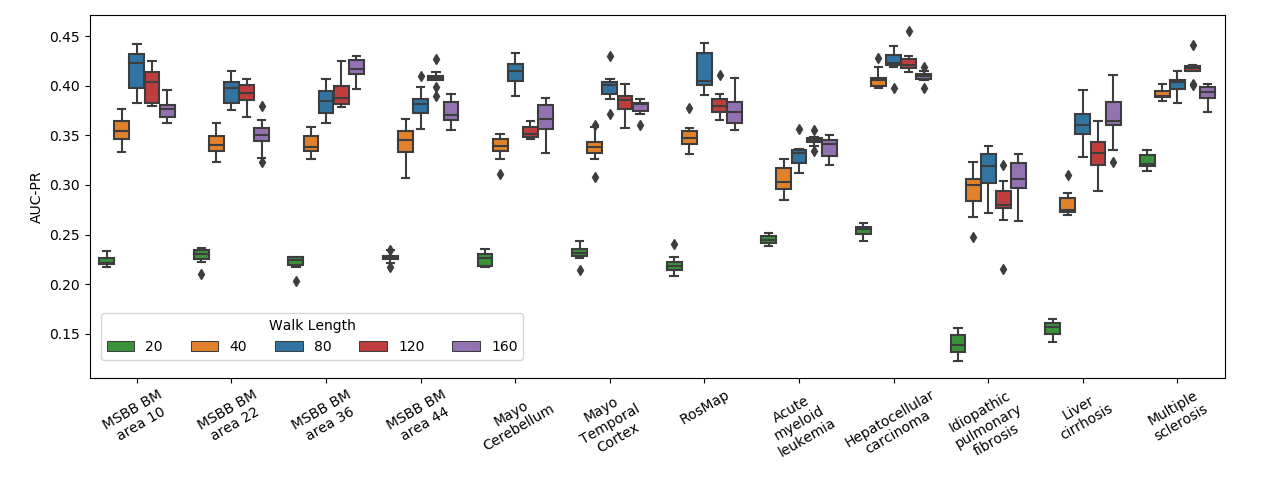 0.45
0.40
0.35
0.30
0.25
0.20
0.15
AUC-PR
Walk Length
20 40 80 120 160
MSBB BM
area 10
MSBB BM
area 22
MSBB BM
area 36
MSBB BM
area 44
Mayo
Cerebellum
Mayo
Temporal
Cortex
RosMap
Acute
myeloid
leukemia
Hepatocellular
carcinoma
Idiopathic
pulmonary
fibrosis
Liver
cirrhosis
Multiple
sclerosis